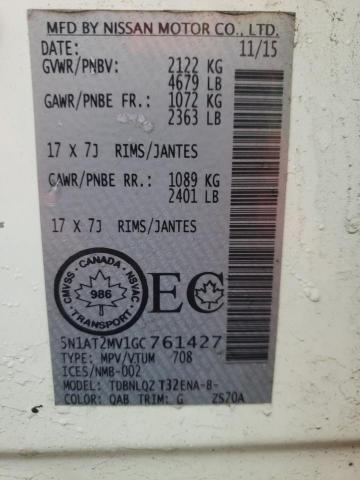 MFD BY NISSAN MOTOR CO., LTD.
DATE: 11/15
GVWR/PNBV: 2122 KG
4679 LB
GAWR/PNBE FR.: 1072 KG
2363 LB
17 X 7J RIMS/JANTES
GAWR/PNBE RR.: 1089 KG
2401 LB
17 X 7J RIMS/JANTES
CANADA
CMVSS NSVAC
986
TRANSPORT
EC
5N1AT2MV1GC761427
TYPE: MPV/VTUM 708
ICES/NMB-002
MODEL: TDBNLQZ T32ENA-8-
COLOR: QAB TRIM: G ZS70A